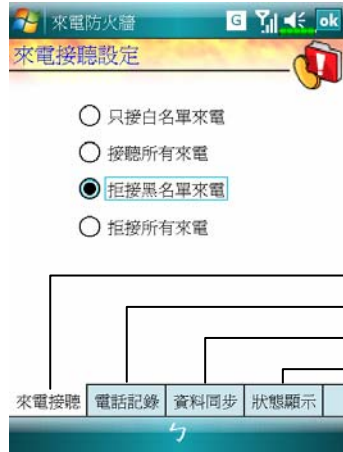 來電防火牆 G ok
來電接聽設定
只接白名單來電
接聽所有來電
拒接黑名單來電
拒接所有來電
來電接聽 電話記錄 資料同步 狀態顯示
ㄅ